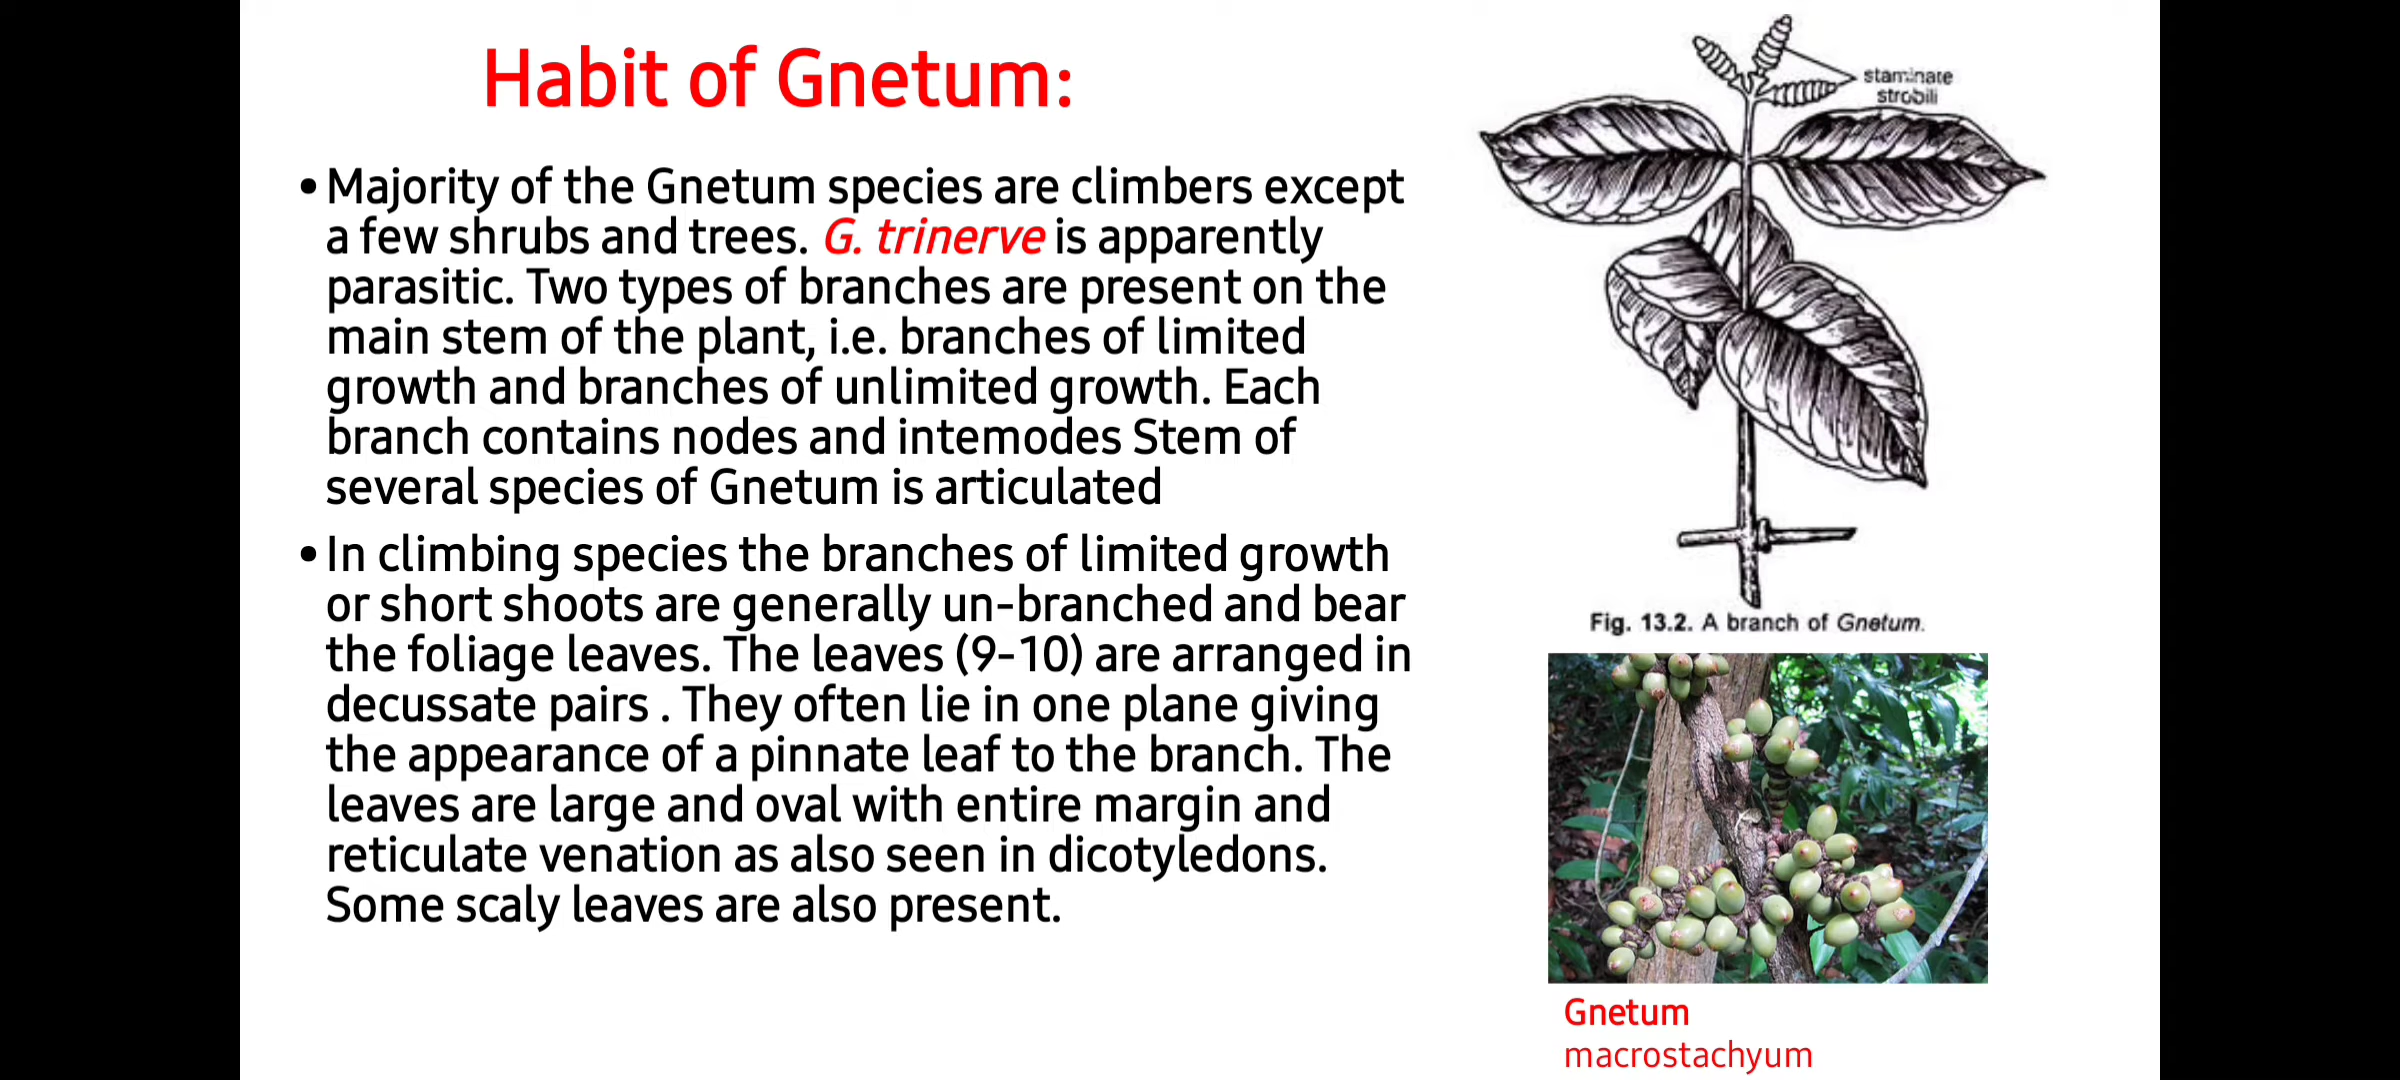 Habit of Gnetum:
• Majority of the Gnetum species are climbers except
a few shrubs and trees. G. trinerve is apparently
parasitic. Two types of branches are present on the
main stem of the plant, i.e. branches of limited
growth and branches of unlimited growth. Each
branch contains nodes and intemodes Stem of
several species of Gnetum is articulated
• In climbing species the branches of limited growth
or short shoots are generally un-branched and bear
the foliage leaves. The leaves (9-10) are arranged in
decussate pairs . They often lie in one plane giving
the appearance of a pinnate leaf to the branch. The
leaves are large and oval with entire margin and
reticulate venation as also seen in dicotyledons.
Some scaly leaves are also present.
staminate
strobili
Fig. 13.2. A branch of Gnetum.
Gnetum
macrostachyum